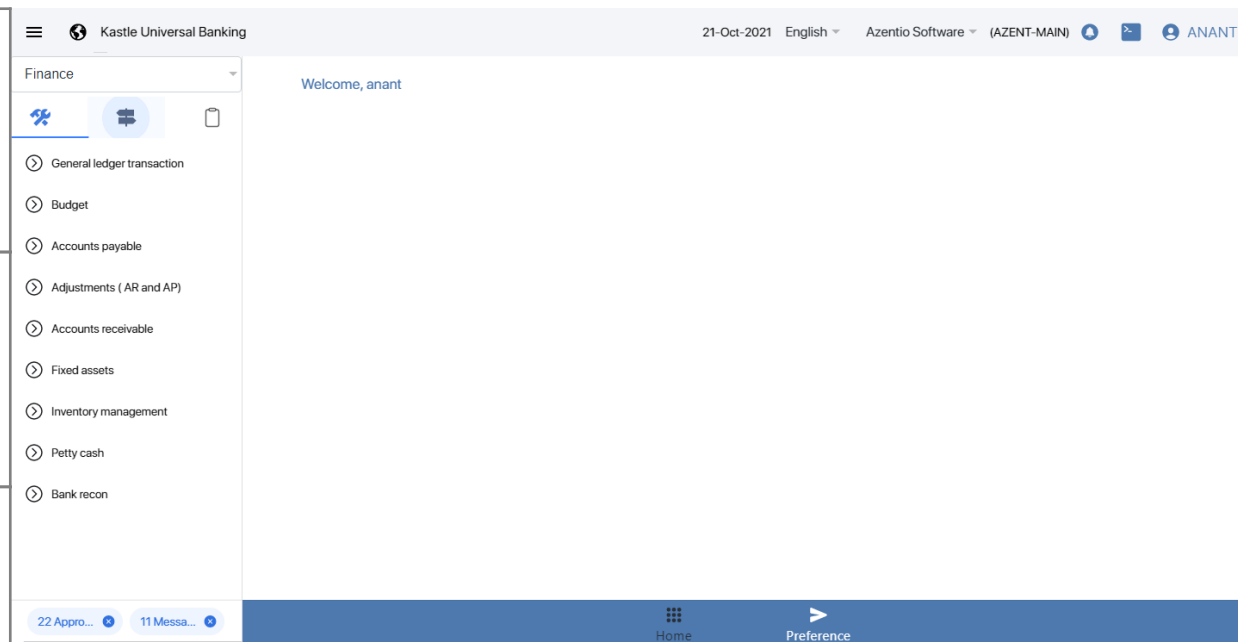 Kastle Universal Banking 21-Oct-2021 English Azentio Software (AZENT-MAIN) ANANT
Finance
Welcome, anant
General ledger transaction
Budget
Accounts payable
Adjustments ( AR and AP)
Accounts receivable
Fixed assets
Inventory management
Petty cash
Bank recon
22 Appro... 11 Messa...
Home Preference